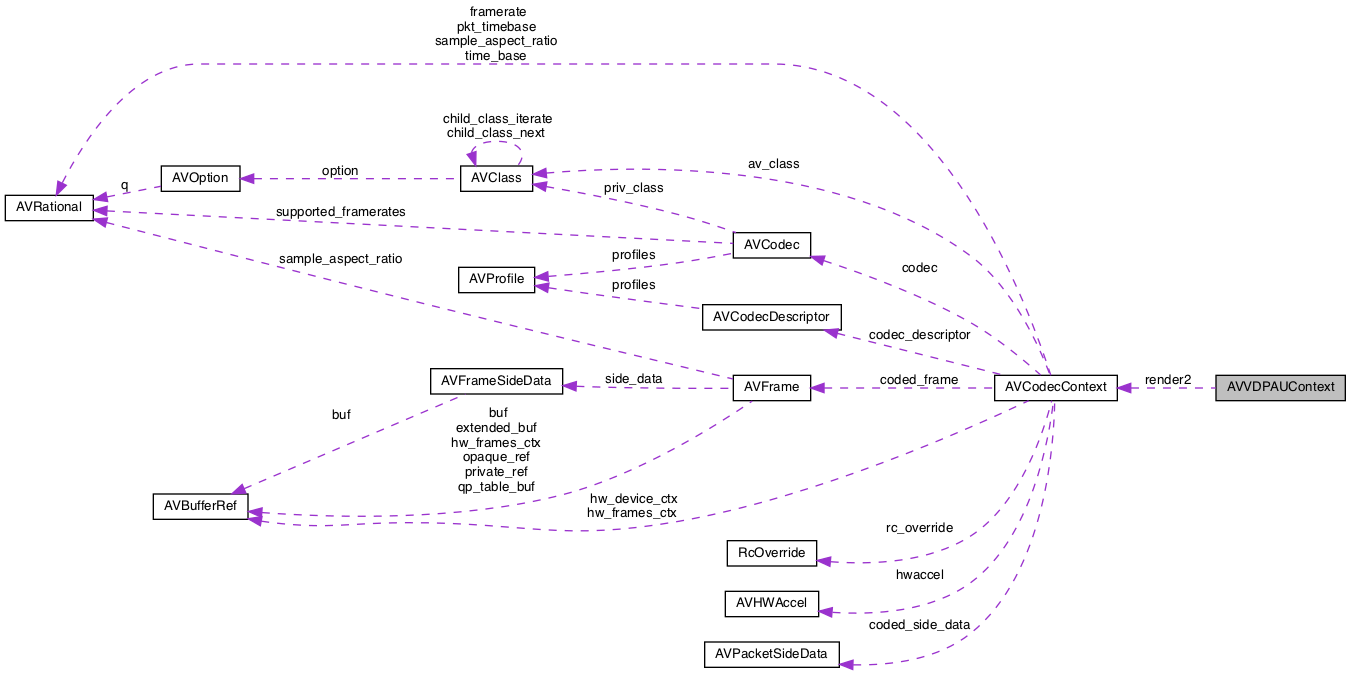 framerate
pkt_timebase
sample_aspect_ratio
time_base
child_class_iterate
child_class_next
av_class
AVOption
option
AVClass
q
priv_class
AVRational
supported_framerates
AVCodec
sample_aspect_ratio
profiles
codec
AVProfile
profiles
AVCodecDescriptor
codec_descriptor
AVFrameSideData
side_data
AVFrame
coded_frame
AVCodecContext
render2
AVVDPAUContext
buf
buf
extended_buf
hw_frames_ctx
opaque_ref
private_ref
qp_table_buf
AVBufferRef
hw_device_ctx
hw_frames_ctx
rc_override
RcOverride
hwaccel
AVHWAccel
coded_side_data
AVPacketSideData